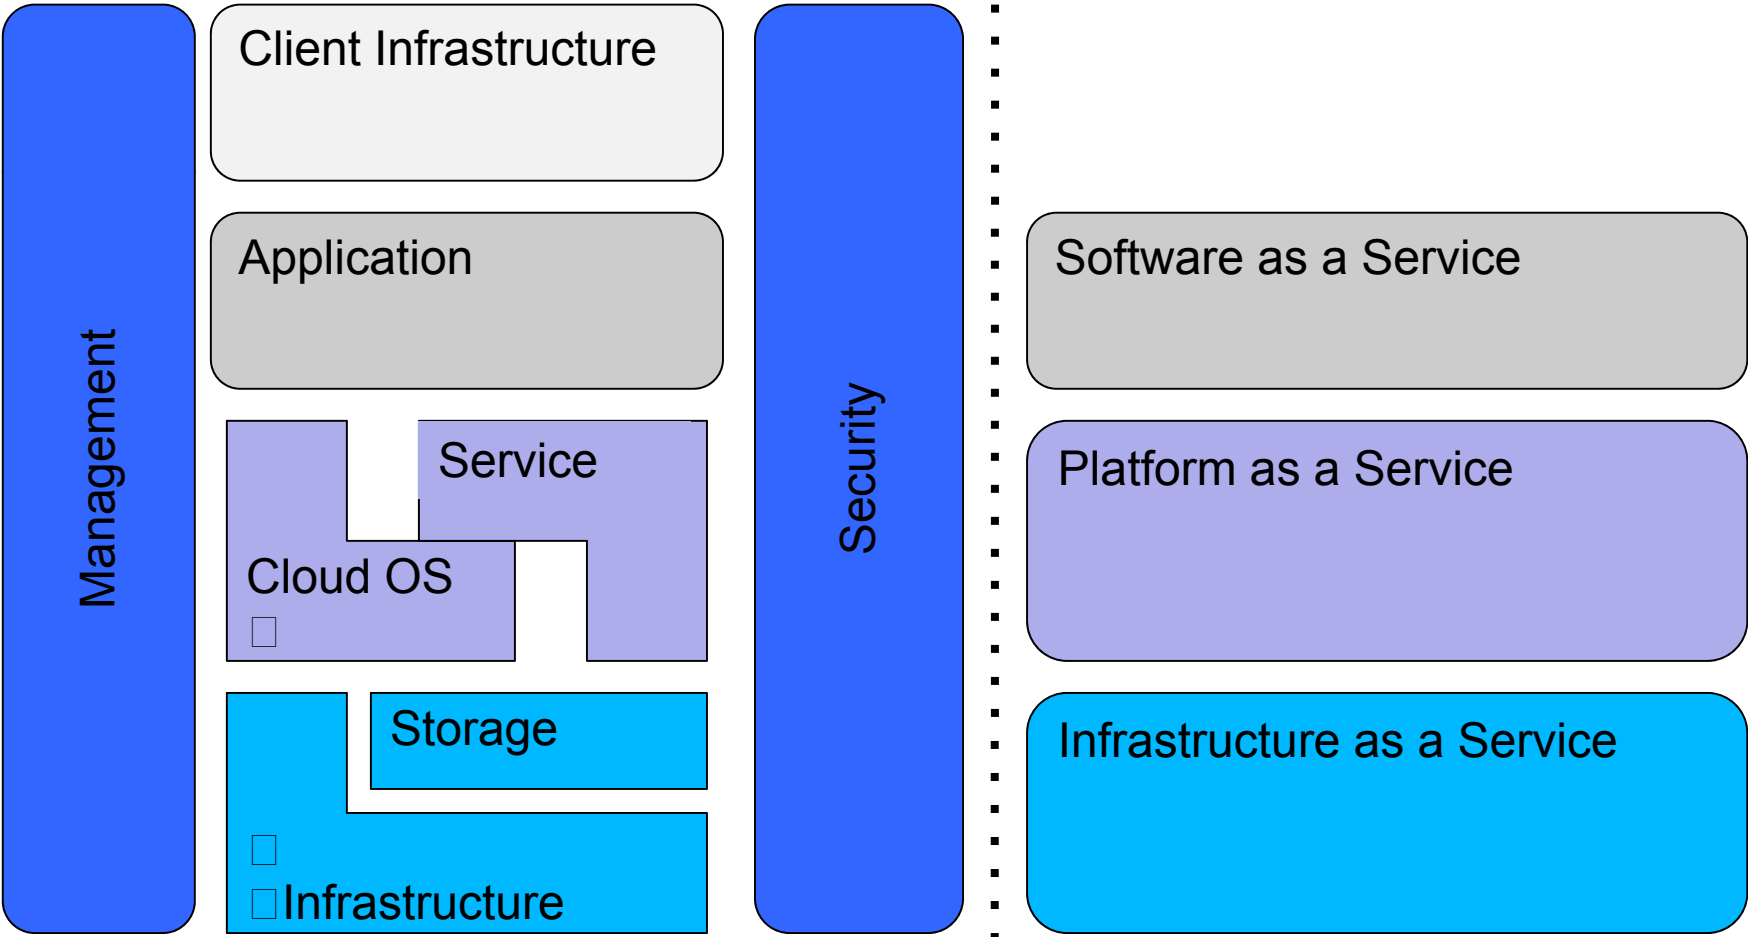 Management
Client Infrastructure
Application
Service
Cloud OS
Storage
Infrastructure
Security
Software as a Service
Platform as a Service
Infrastructure as a Service